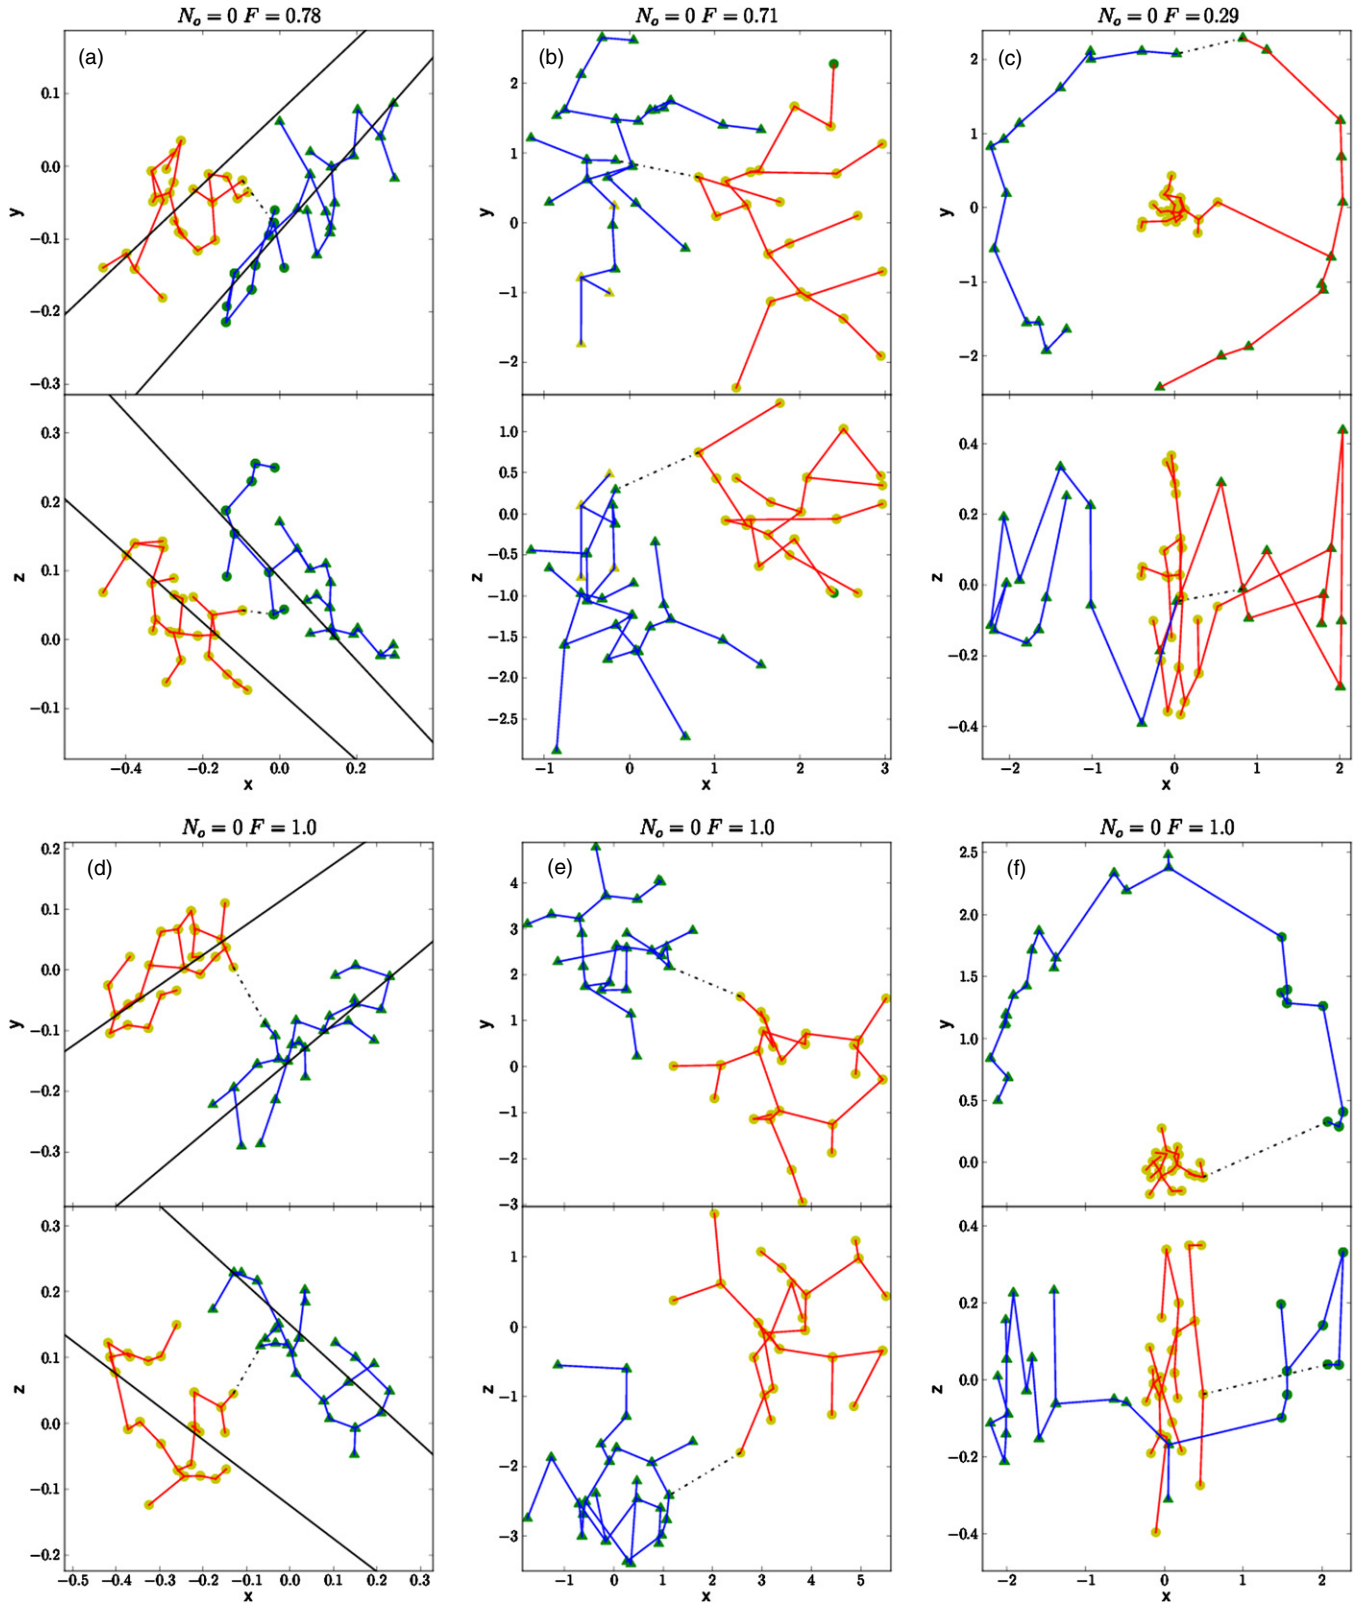 N_o = 0 F = 0.78
N_o = 0 F = 0.71
N_o = 0 F = 0.29
(a)
(b)
(c)
0.1
0.0
−0.1
−0.2
−0.3
y
2
1
0
−1
−2
y
2
1
0
−1
−2
y
0.3
0.2
0.1
0.0
−0.1
z
1.0
0.5
0.0
−0.5
−1.0
−1.5
−2.0
−2.5
z
0.4
0.2
0.0
−0.2
−0.4
z
−0.4 −0.2 0.0 0.2
x
−1 0 1 2 3
x
−2 −1 0 1 2
x
N_o = 0 F = 1.0
N_o = 0 F = 1.0
N_o = 0 F = 1.0
(d)
(e)
(f)
0.2
0.1
0.0
−0.1
−0.2
−0.3
y
4
3
2
1
0
−1
−2
−3
y
2.5
2.0
1.5
1.0
0.5
0.0
y
0.3
0.2
0.1
0.0
−0.1
−0.2
z
1
0
−1
−2
−3
z
0.4
0.2
0.0
−0.2
−0.4
z
−0.5 −0.4 −0.3 −0.2 −0.1 0.0 0.1 0.2 0.3
x
−1 0 1 2 3 4 5
x
−2 −1 0 1 2
x